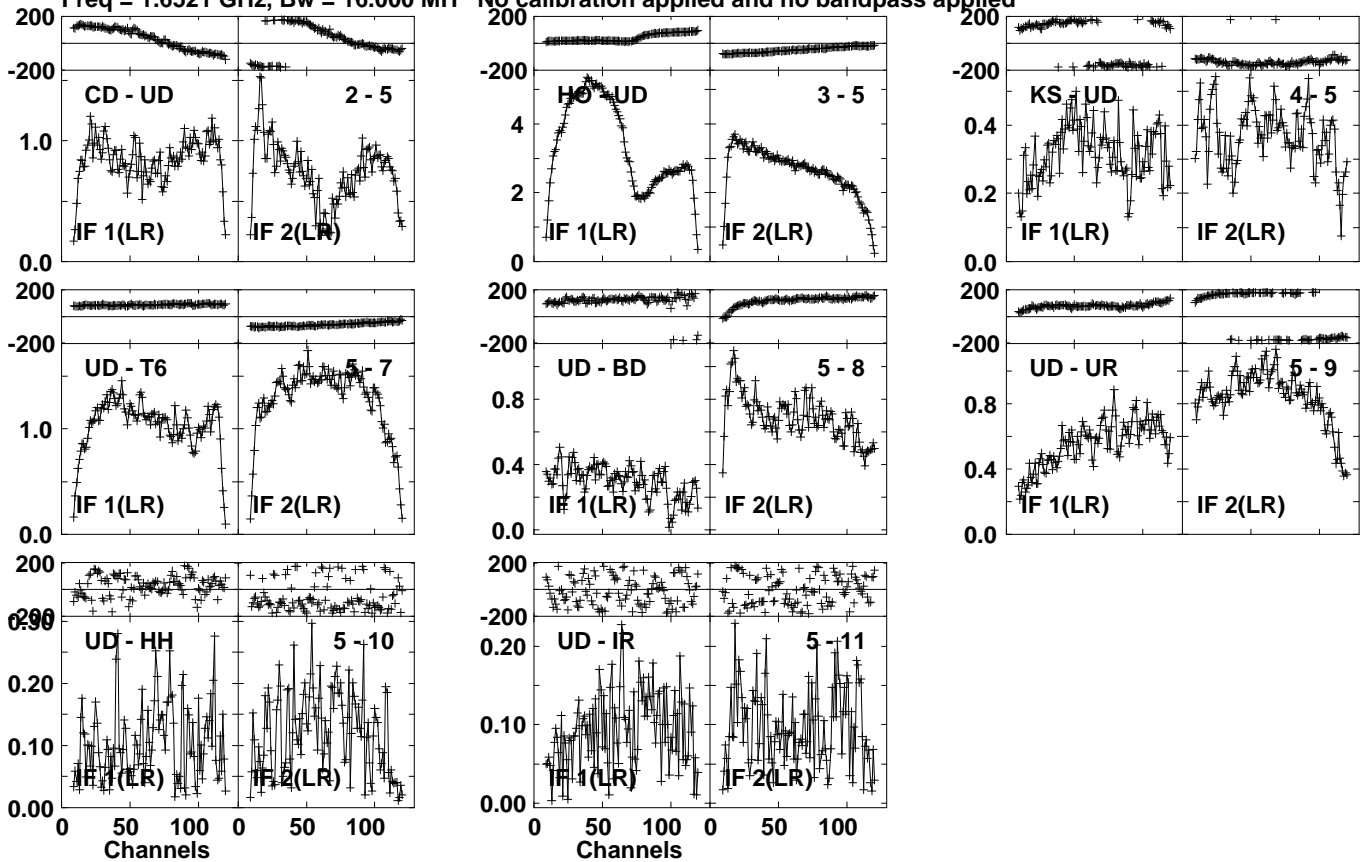 Freq = 1.6521 GHz, Bw = 16.000 MH No calibration applied and no bandpass applied
200
-200
CD - UD
2 - 5
1.0
IF 1(LR)
IF 2(LR)
0.0
200
-200
HO - UD
3 - 5
4
2
IF 1(LR)
IF 2(LR)
0
200
-200
KS - UD
4 - 5
0.4
0.2
IF 1(LR)
IF 2(LR)
0.0
200
-200
UD - T6
5 - 7
1.0
IF 1(LR)
IF 2(LR)
0.0
200
-200
UD - BD
5 - 8
0.8
0.4
IF 1(LR)
IF 2(LR)
0.0
200
-200
UD - UR
5 - 9
0.8
0.4
IF 1(LR)
IF 2(LR)
0.0
200
-200
0.30
UD - HH
5 - 10
0.20
0.10
IF 1(LR)
IF 2(LR)
0.00
0 50 100 0 50 100
Channels
200
-200
UD - IR
5 - 11
0.20
0.10
IF 1(LR)
IF 2(LR)
0.00
0 50 100 0 50 100
Channels